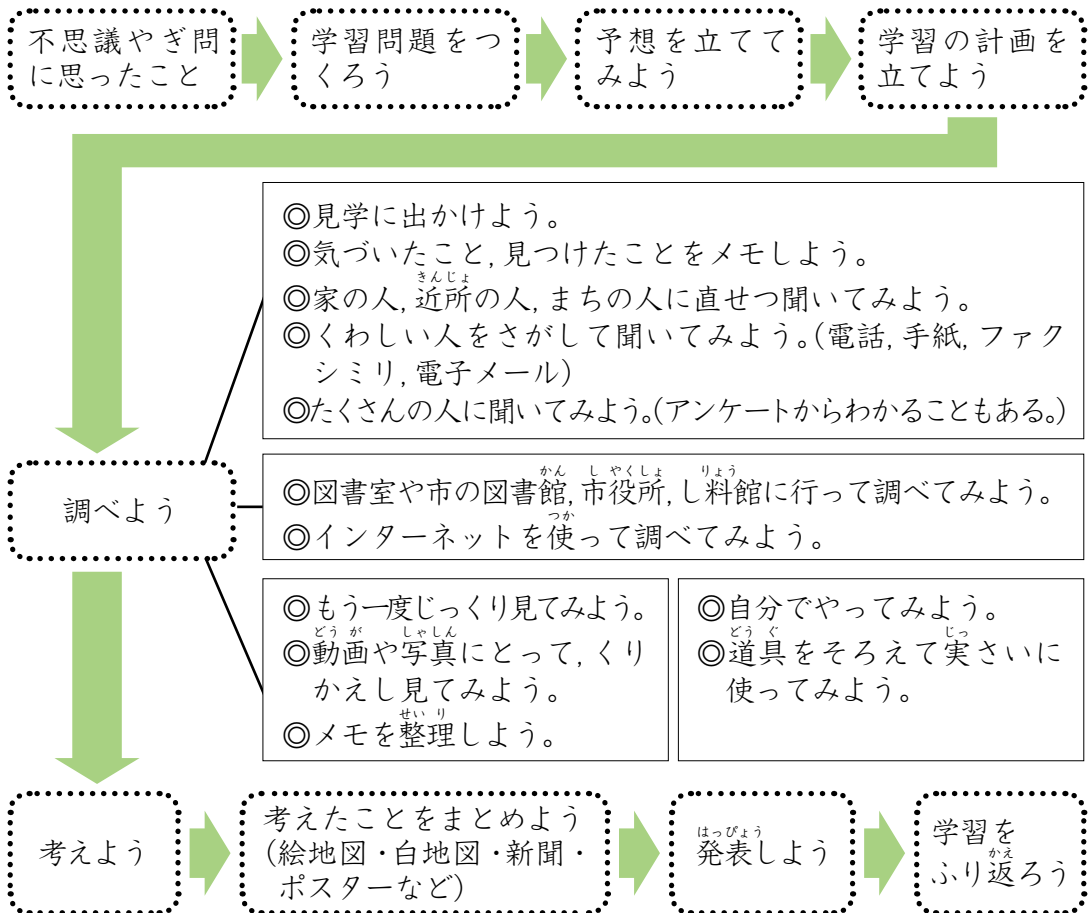 不思議やぎ問
に思ったこと
学習問題をつ
くろう
予想を立てて
みよう
学習の計画を
立てよう
◎見学に出かけよう。
◎気づいたこと,見つけたことをメモしよう。
きんじょ
◎家の人,近所の人,まちの人に直せつ聞いてみよう。
◎くわしい人をさがして聞いてみよう。(電話,手紙,ファク
シミリ,電子メール)
◎たくさんの人に聞いてみよう。(アンケートからわかることもある。)
調べよう
かん し やくしょ りょう
◎図書室や市の図書館,市役所,し料館に行って調べてみよう。
つか
◎インターネットを使って調べてみよう。
◎もう一度じっくり見てみよう。
どう が しゃしん
◎動画や写真にとって,くり
かえし見てみよう。
せい り
◎メモを整理しよう。
◎自分でやってみよう。
どう ぐ じっ
◎道具をそろえて実さいに
使ってみよう。
考えよう
考えたことをまとめよう
(絵地図・白地図・新聞・
ポスターなど)
はっぴょう
発表しよう
学習を
かえ
ふり返ろう